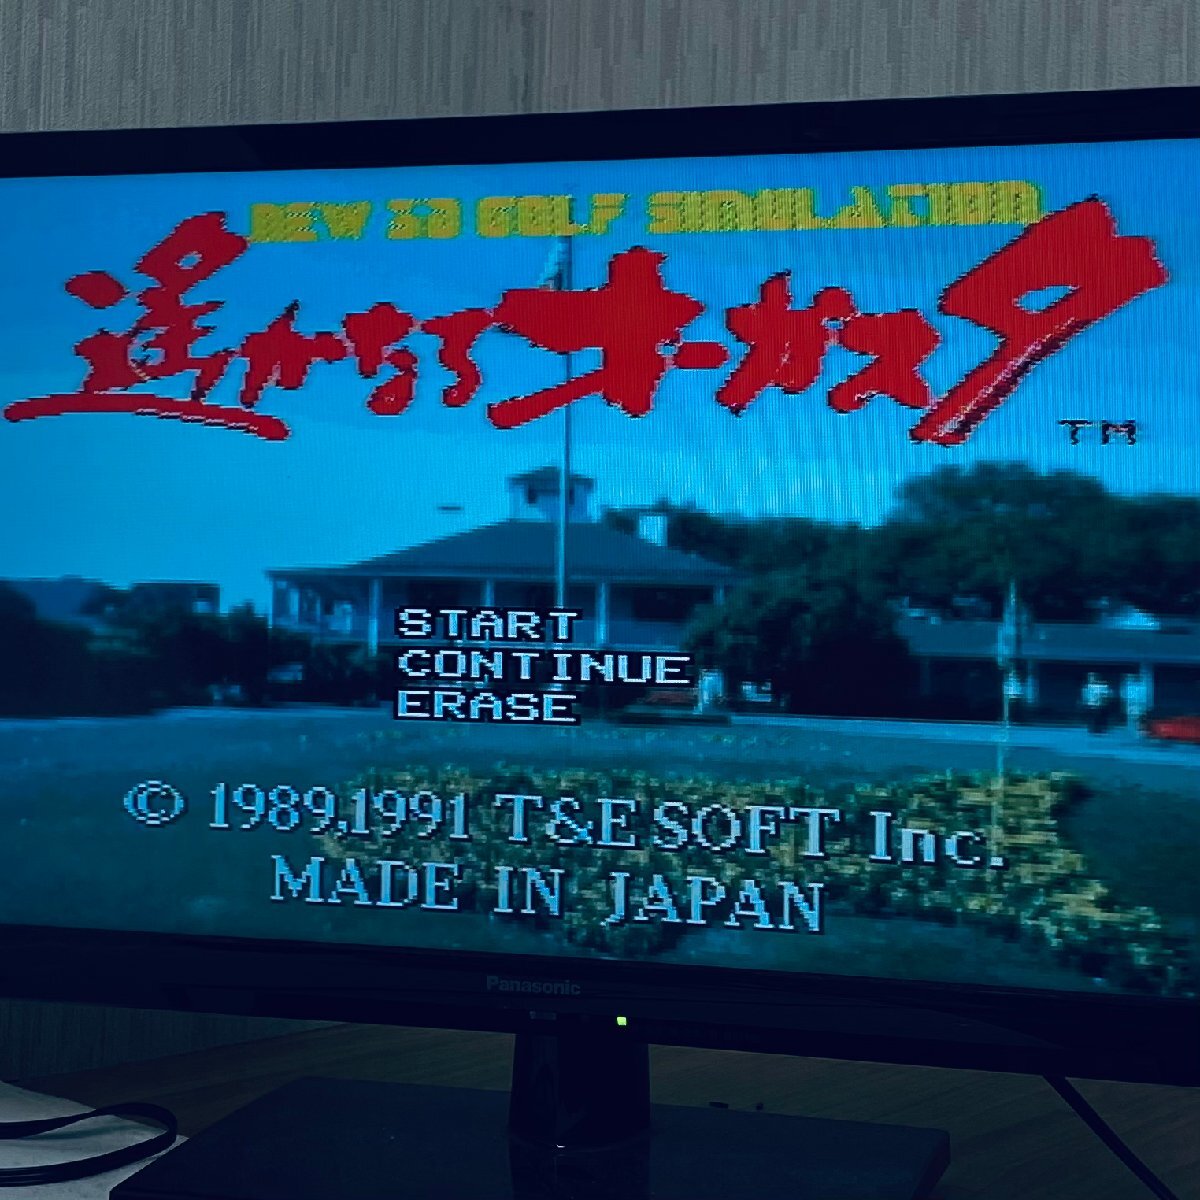 NEW 3D GOLF SIMULATION
遙かなるオーガスタ
TM
START
CONTINUE
ERASE
© 1989,1991 T&E SOFT Inc.
MADE IN JAPAN
Panasonic